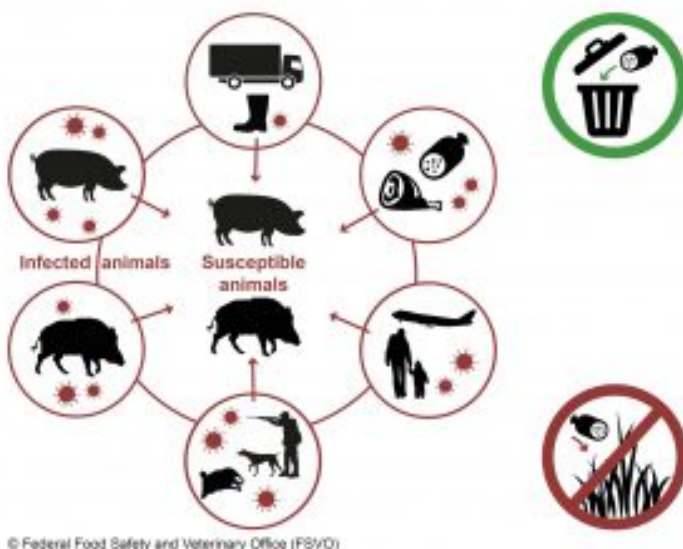 Infected animals
Susceptible
animals
© Federal Food Safety and Veterinary Office (FSVO)